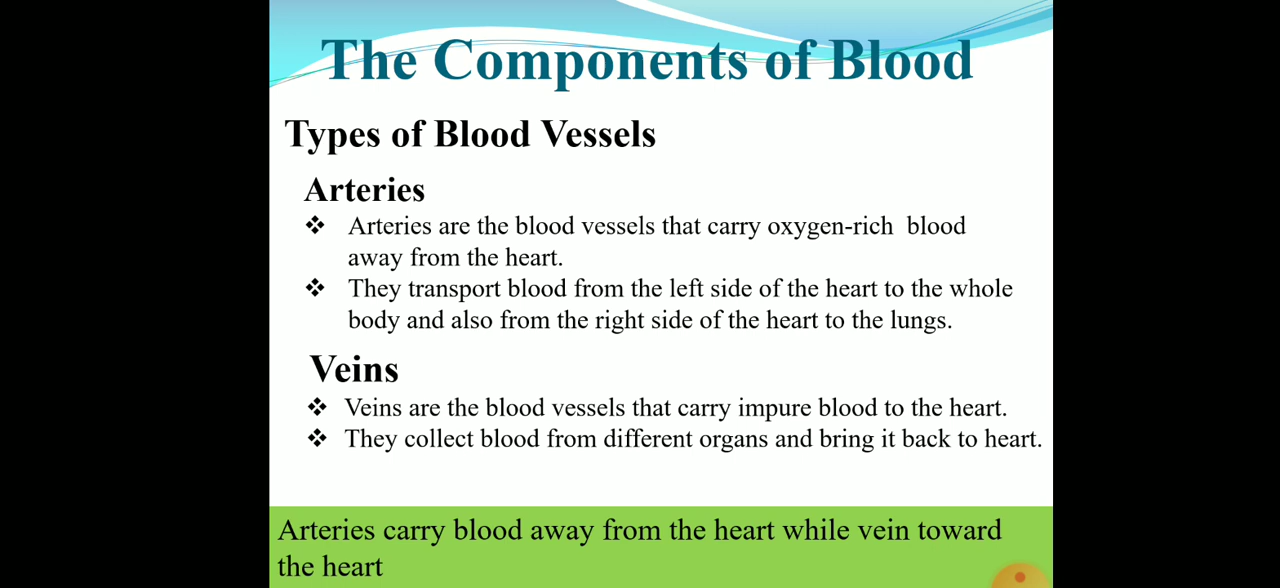 The Components of Blood
Types of Blood Vessels
Arteries
❖ Arteries are the blood vessels that carry oxygen-rich blood
away from the heart.
❖ They transport blood from the left side of the heart to the whole
body and also from the right side of the heart to the lungs.
Veins
❖ Veins are the blood vessels that carry impure blood to the heart.
❖ They collect blood from different organs and bring it back to heart.
Arteries carry blood away from the heart while vein toward
the heart